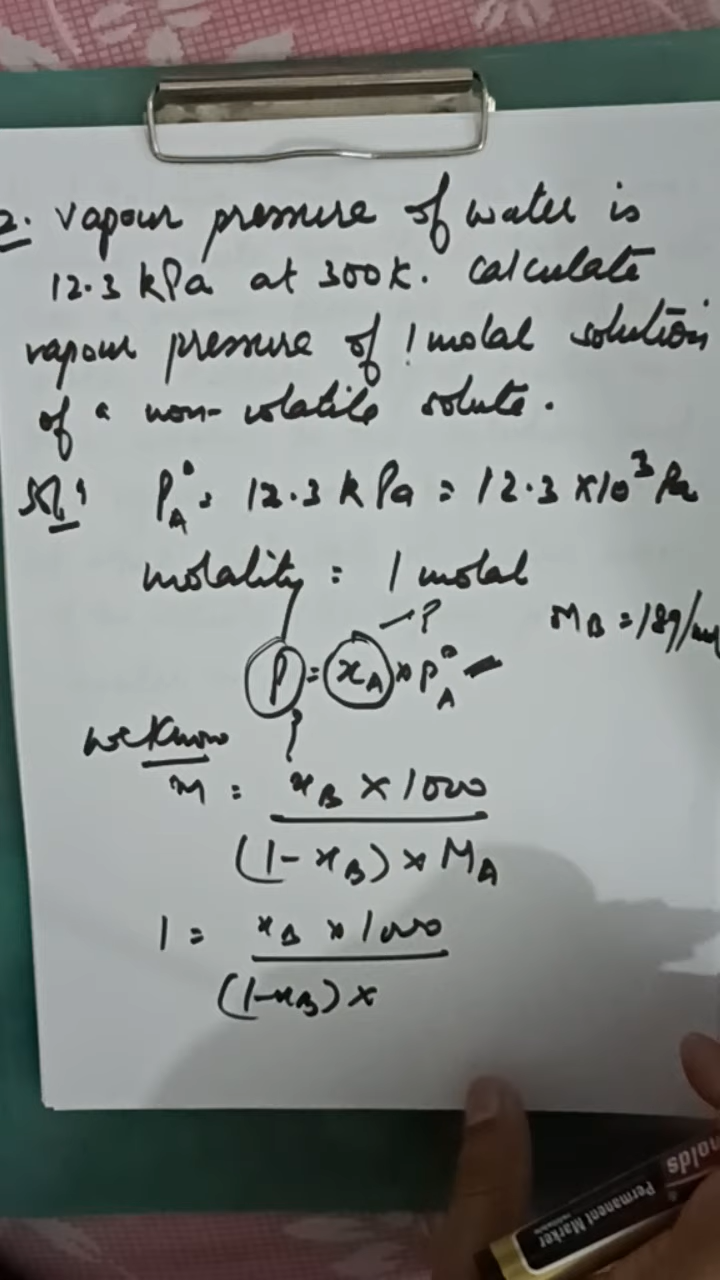 2. vapour pressure of water is
12.3 kPa at 300K. calculate
vapour pressure of 1 molal solution
of a non-volatile solute.
Sol:
P°A = 12.3 kPa = 12.3 ×10³ Pa
molality = 1 molal
MB = 18g/
?
P = xA × P°A
?
we know
M = xB × 1000
(1-xB) × MA
1 = xB × 1000
(1-xB) ×
Permanent Marker